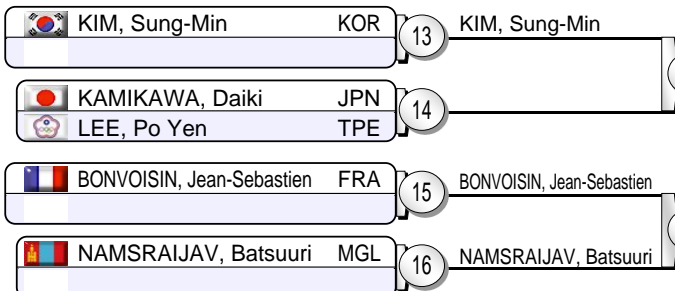 KIM, Sung-Min KOR
13
KIM, Sung-Min
KAMIKAWA, Daiki JPN
LEE, Po Yen TPE
14
BONVOISIN, Jean-Sebastien FRA
15
BONVOISIN, Jean-Sebastien
NAMSRAIJAV, Batsuuri MGL
16
NAMSRAIJAV, Batsuuri